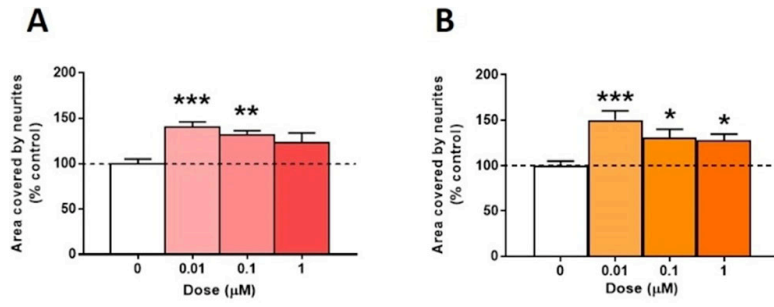 A
Area covered by neurites
(% control)
200
150
100
50
0
***
**
0
0.01
0.1
1
Dose (μM)
B
Area covered by neurites
(% control)
200
150
100
50
0
***
*
*
0
0.01
0.1
1
Dose (μM)